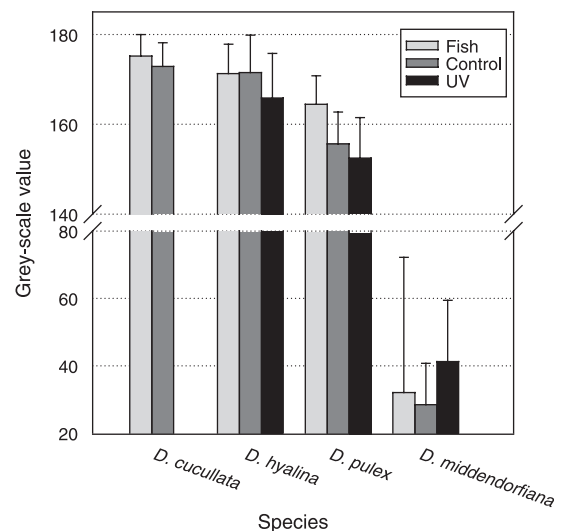 180
160
140
80
60
40
20
Grey-scale value
Fish
Control
UV
D. cucullata
D. hyalina
D. pulex
D. middendorfiana
Species